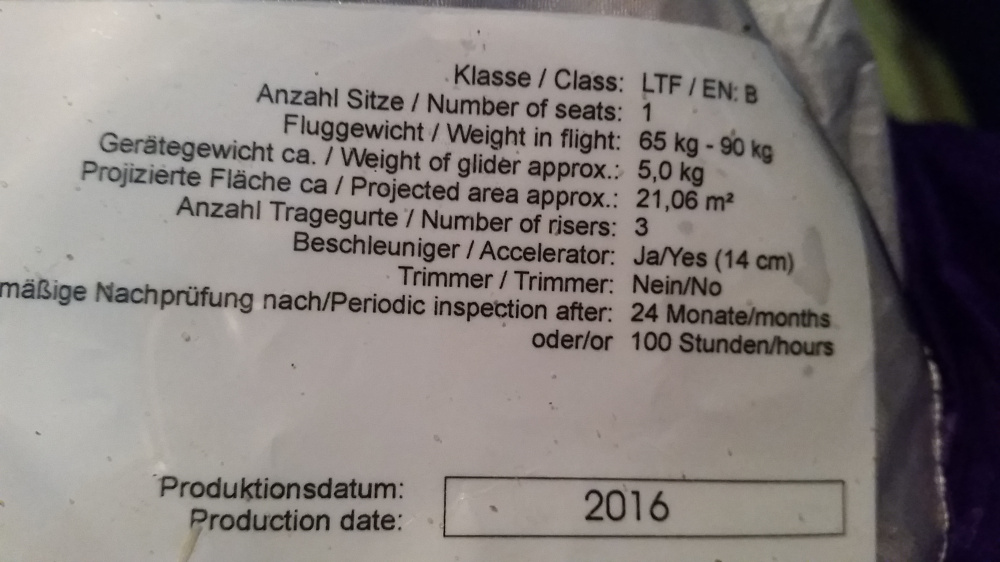 Klasse / Class: LTF / EN: B
Anzahl Sitze / Number of seats: 1
Fluggewicht / Weight in flight: 65 kg - 90 kg
Gerätegewicht ca. / Weight of glider approx.: 5,0 kg
Projizierte Fläche ca / Projected area approx.: 21,06 m²
Anzahl Tragegurte / Number of risers: 3
Beschleuniger / Accelerator: Ja/Yes (14 cm)
Trimmer / Trimmer: Nein/No
mäßige Nachprüfung nach/Periodic inspection after: 24 Monate/months
oder/or 100 Stunden/hours
Produktionsdatum: 2016
Production date: